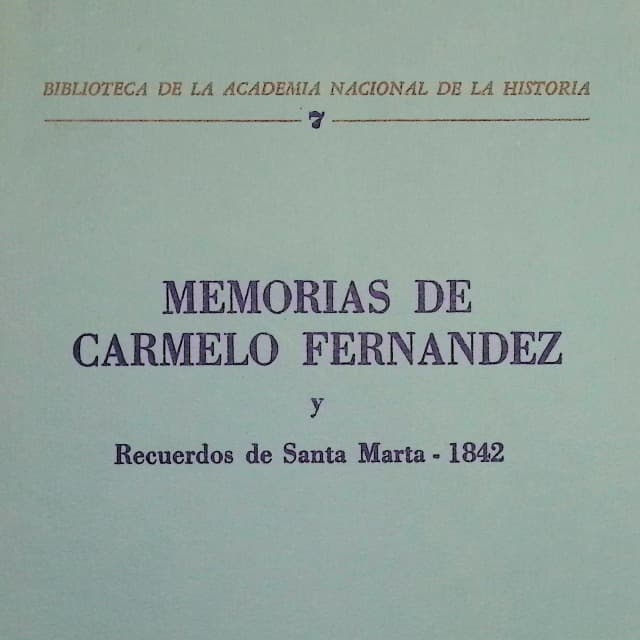 BIBLIOTECA DE LA ACADEMIA NACIONAL DE LA HISTORIA
7
MEMORIAS DE
CARMELO FERNANDEZ
y
Recuerdos de Santa Marta - 1842